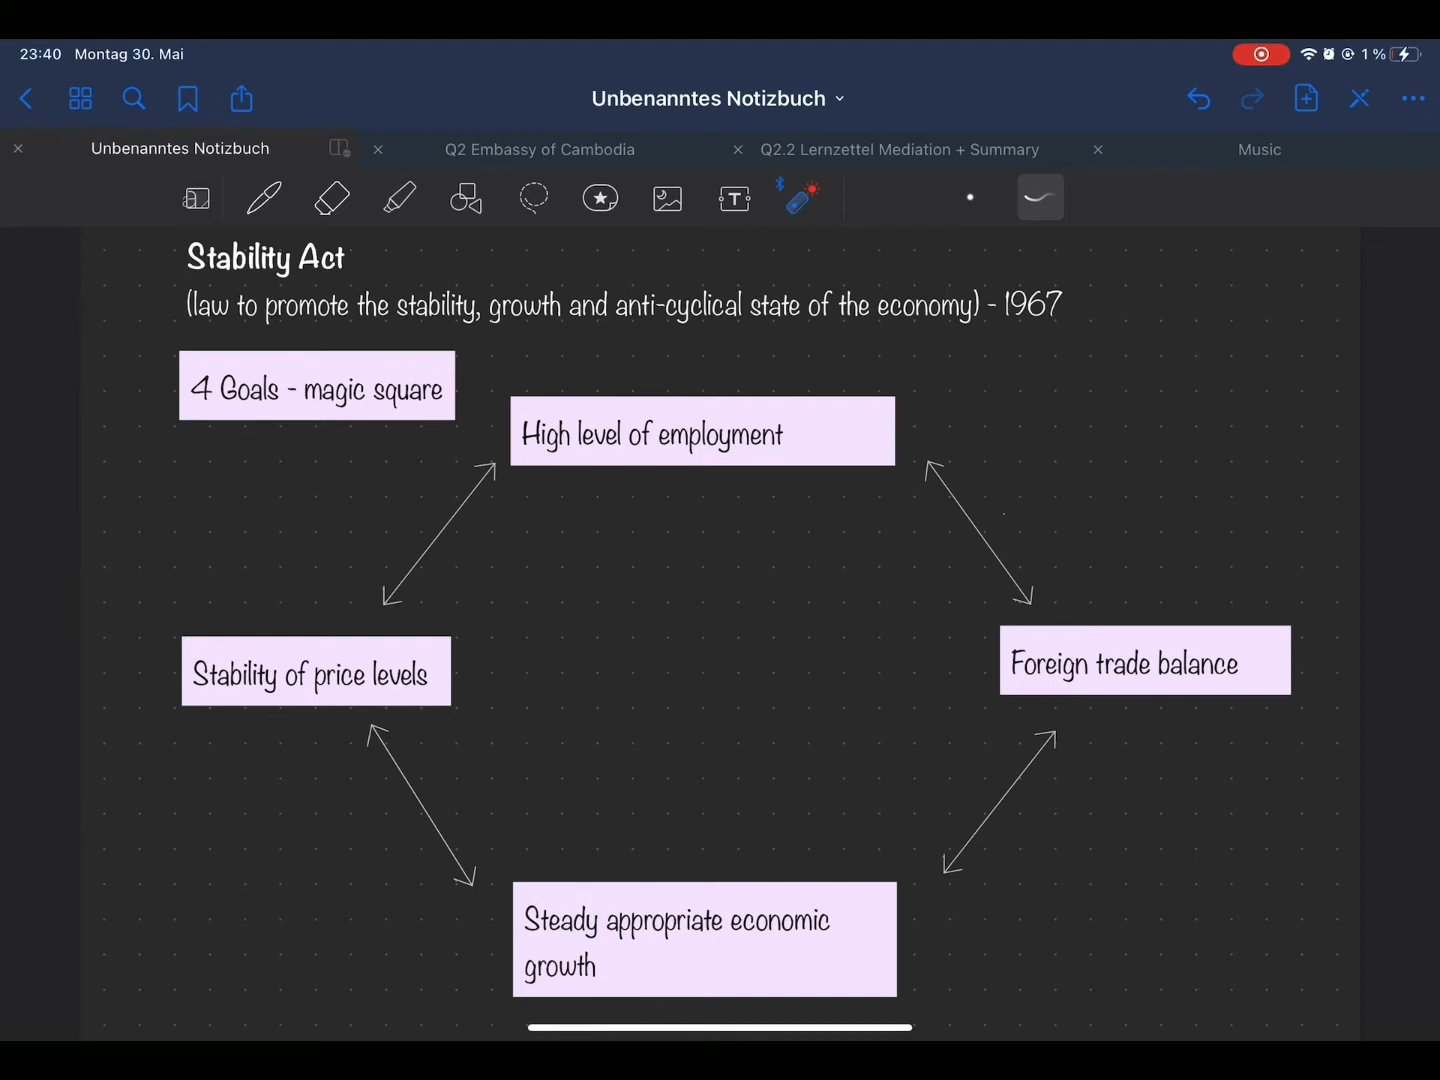 23:40 Montag 30. Mai
1 %
Unbenanntes Notizbuch
Unbenanntes Notizbuch
Q2 Embassy of Cambodia
Q2.2 Lernzettel Mediation + Summary
Music
T
Stability Act
(law to promote the stability, growth and anti-cyclical state of the economy) - 1967
4 Goals - magic square
High level of employment
Stability of price levels
Foreign trade balance
Steady appropriate economic
growth